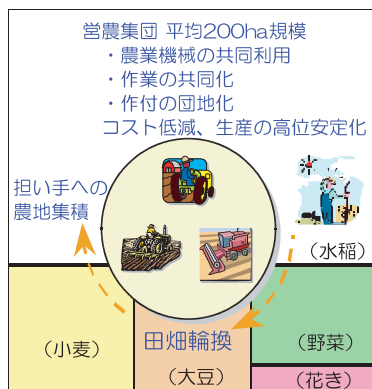 営農集団 平均200ha規模
・農業機械の共同利用
・作業の共同化
・作付の団地化
コスト低減、生産の高位安定化
担い手への
農地集積
（水稲）
田畑輪換
（小麦）
（大豆）
（野菜）
（花き）